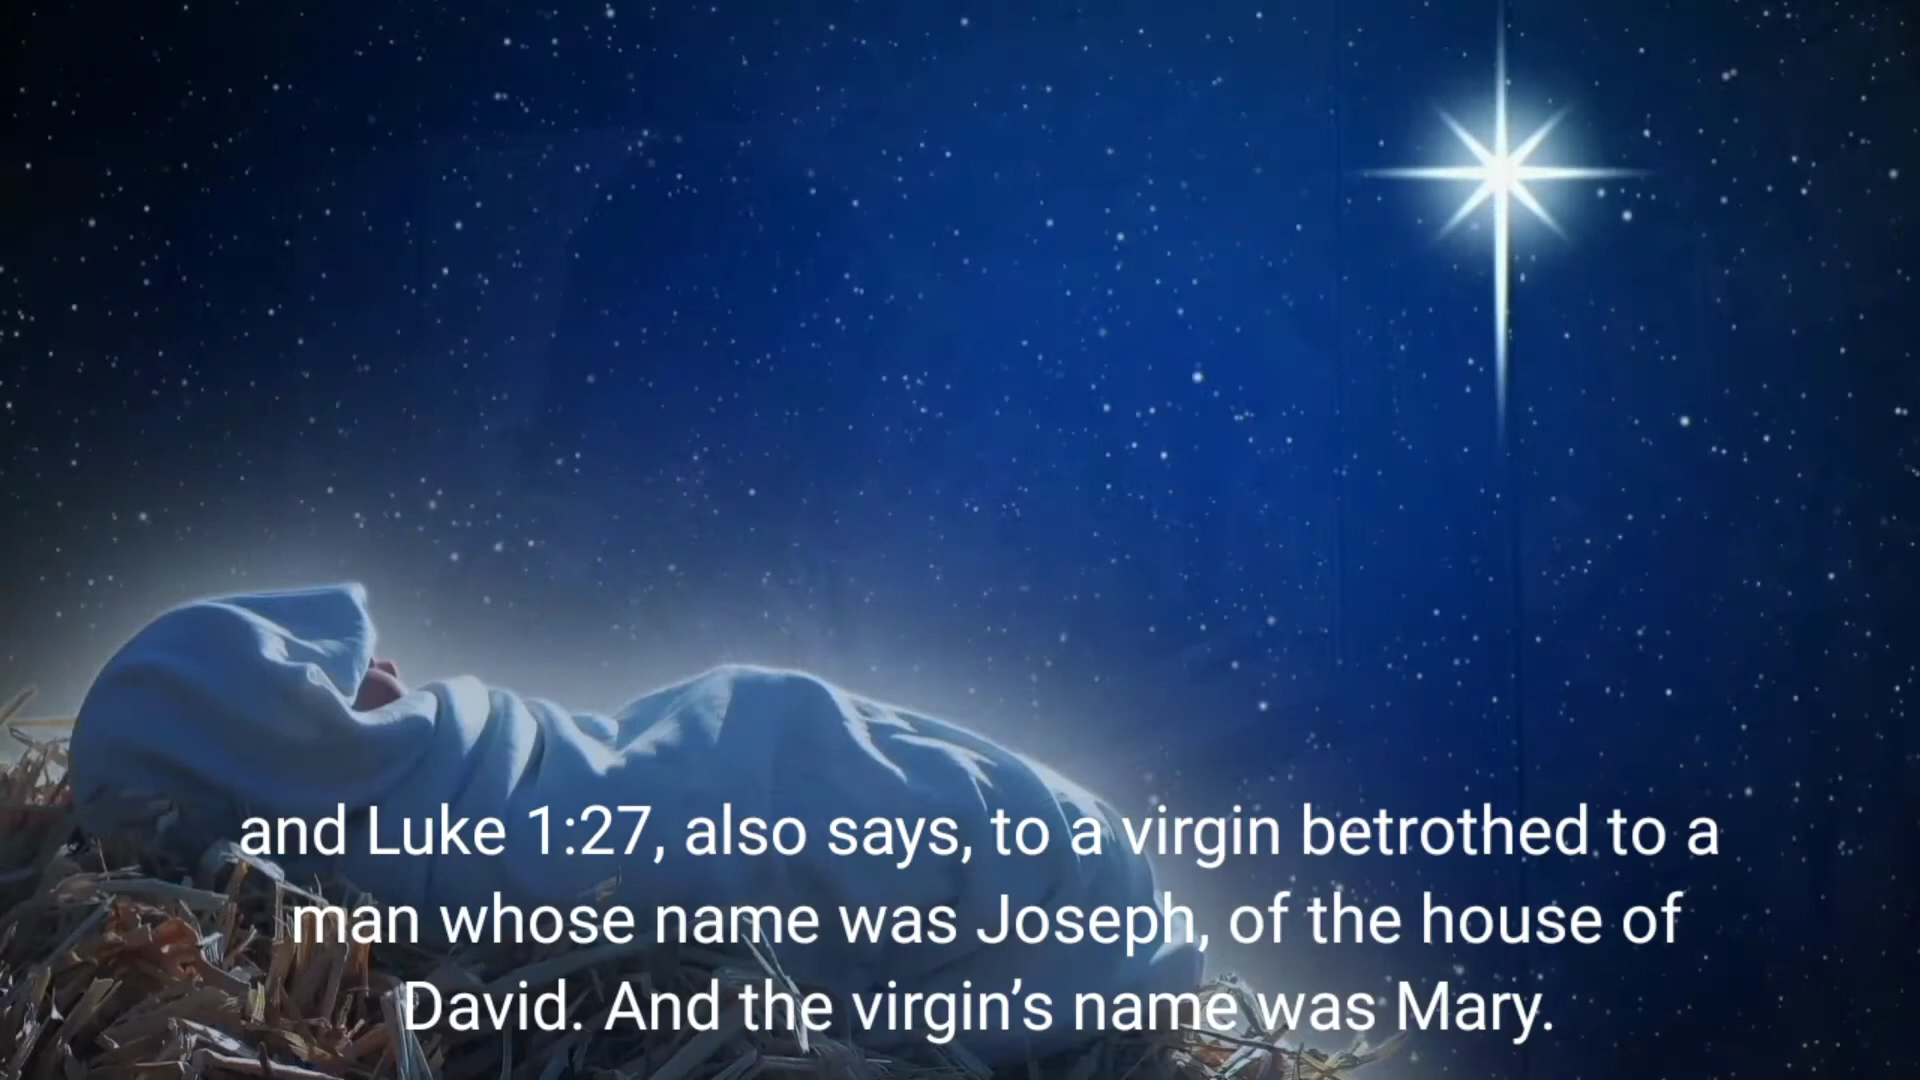 and Luke 1:27, also says, to a virgin betrothed to a
man whose name was Joseph, of the house of
David. And the virgin’s name was Mary.